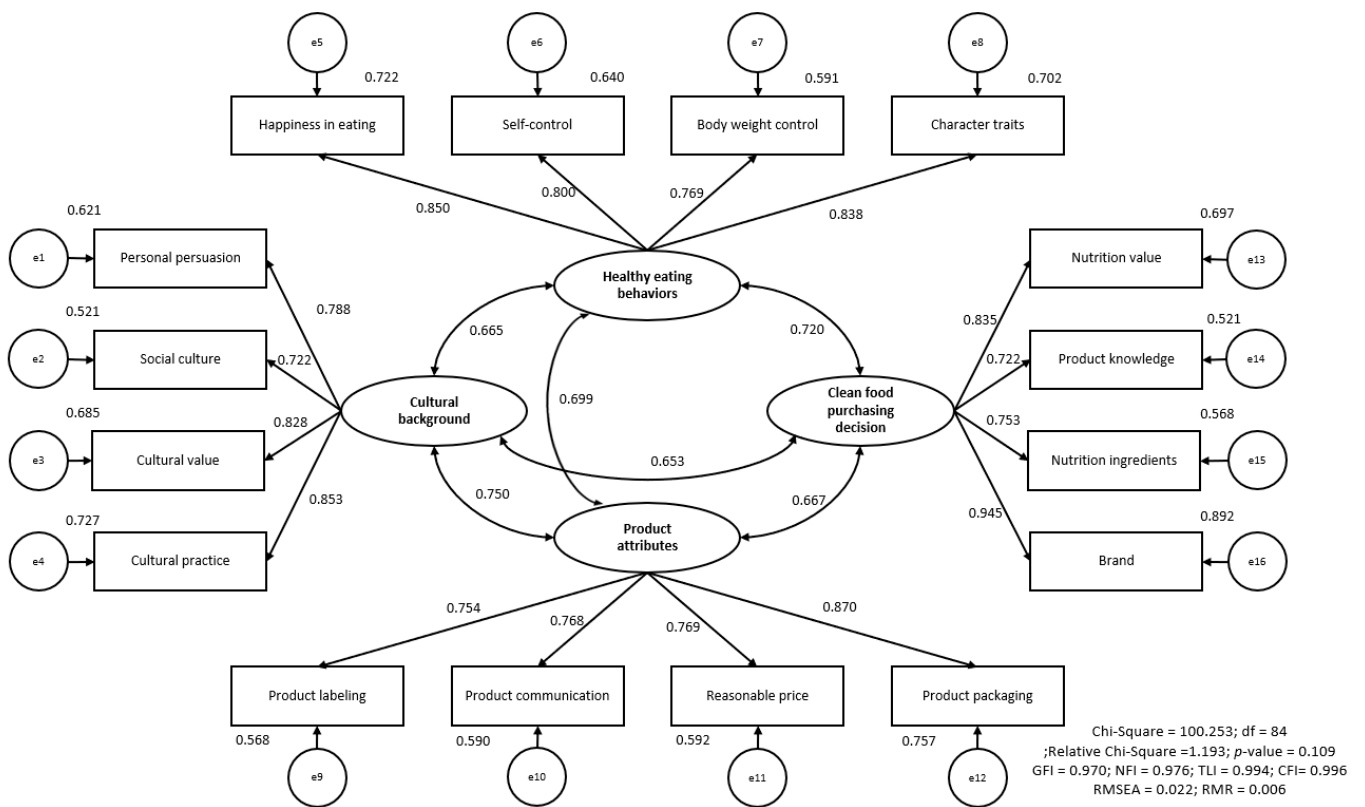 e5
e6
e7
e8
0.722
0.640
0.591
0.702
Happiness in eating
Self-control
Body weight control
Character traits
0.850
0.800
0.769
0.838
0.621
e1
Personal persuasion
0.788
0.521
e2
Social culture
0.722
0.685
e3
Cultural value
0.828
0.727
e4
Cultural practice
0.853
Healthy eating
behaviors
0.665
0.720
0.699
Cultural
background
Clean food
purchasing
decision
0.653
0.750
0.667
Product
attributes
0.697
Nutrition value
e13
0.835
0.521
Product knowledge
e14
0.722
0.568
Nutrition ingredients
e15
0.753
0.892
Brand
e16
0.945
0.754
0.768
0.769
0.870
Product labeling
Product communication
Reasonable price
Product packaging
0.568
0.590
0.592
0.757
e9
e10
e11
e12
Chi-Square = 100.253; df = 84
;Relative Chi-Square =1.193; p-value = 0.109
GFI = 0.970; NFI = 0.976; TLI = 0.994; CFI= 0.996
RMSEA = 0.022; RMR = 0.006